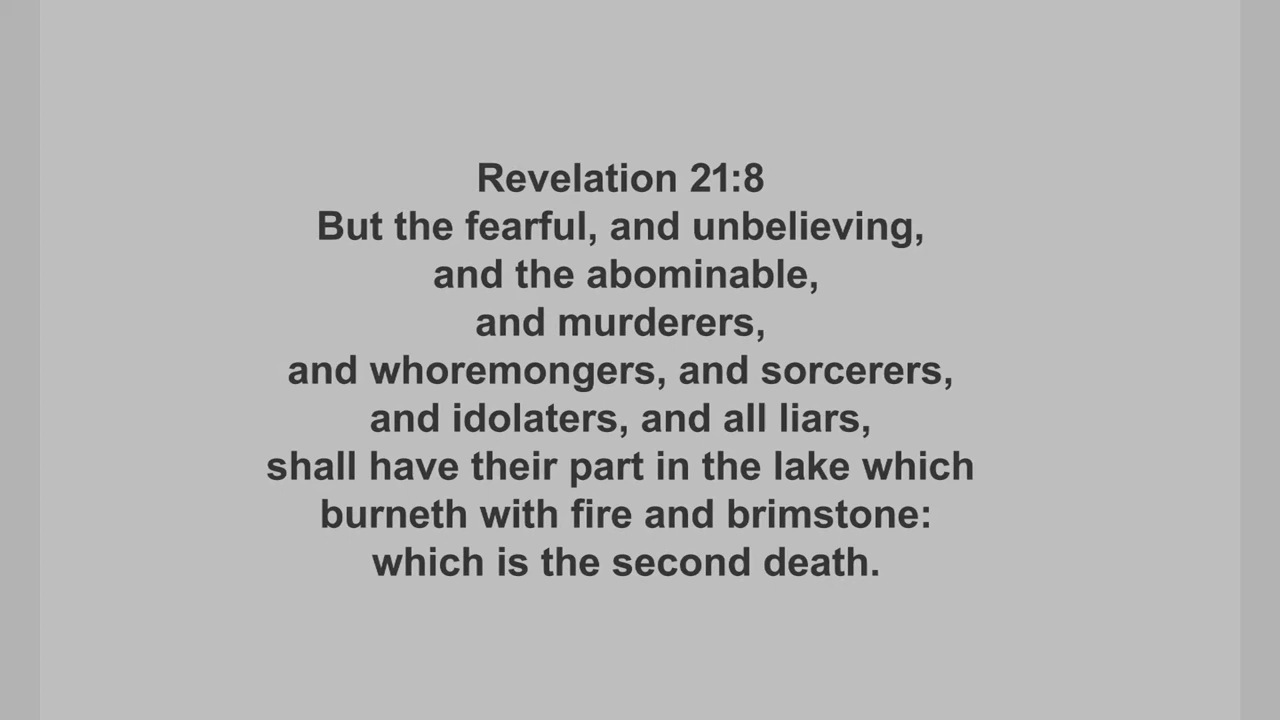 Revelation 21:8
But the fearful, and unbelieving,
and the abominable,
and murderers,
and whoremongers, and sorcerers,
and idolaters, and all liars,
shall have their part in the lake which
burneth with fire and brimstone:
which is the second death.